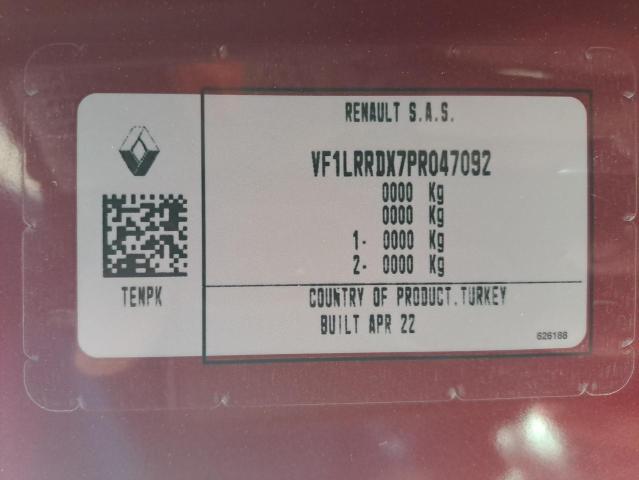 RENAULT S.A.S.
VF1LRRDX7PR047092
0000 Kg
0000 Kg
1- 0000 Kg
2- 0000 Kg
TENPK
COUNTRY OF PRODUCT.TURKEY
BUILT APR 22
626188